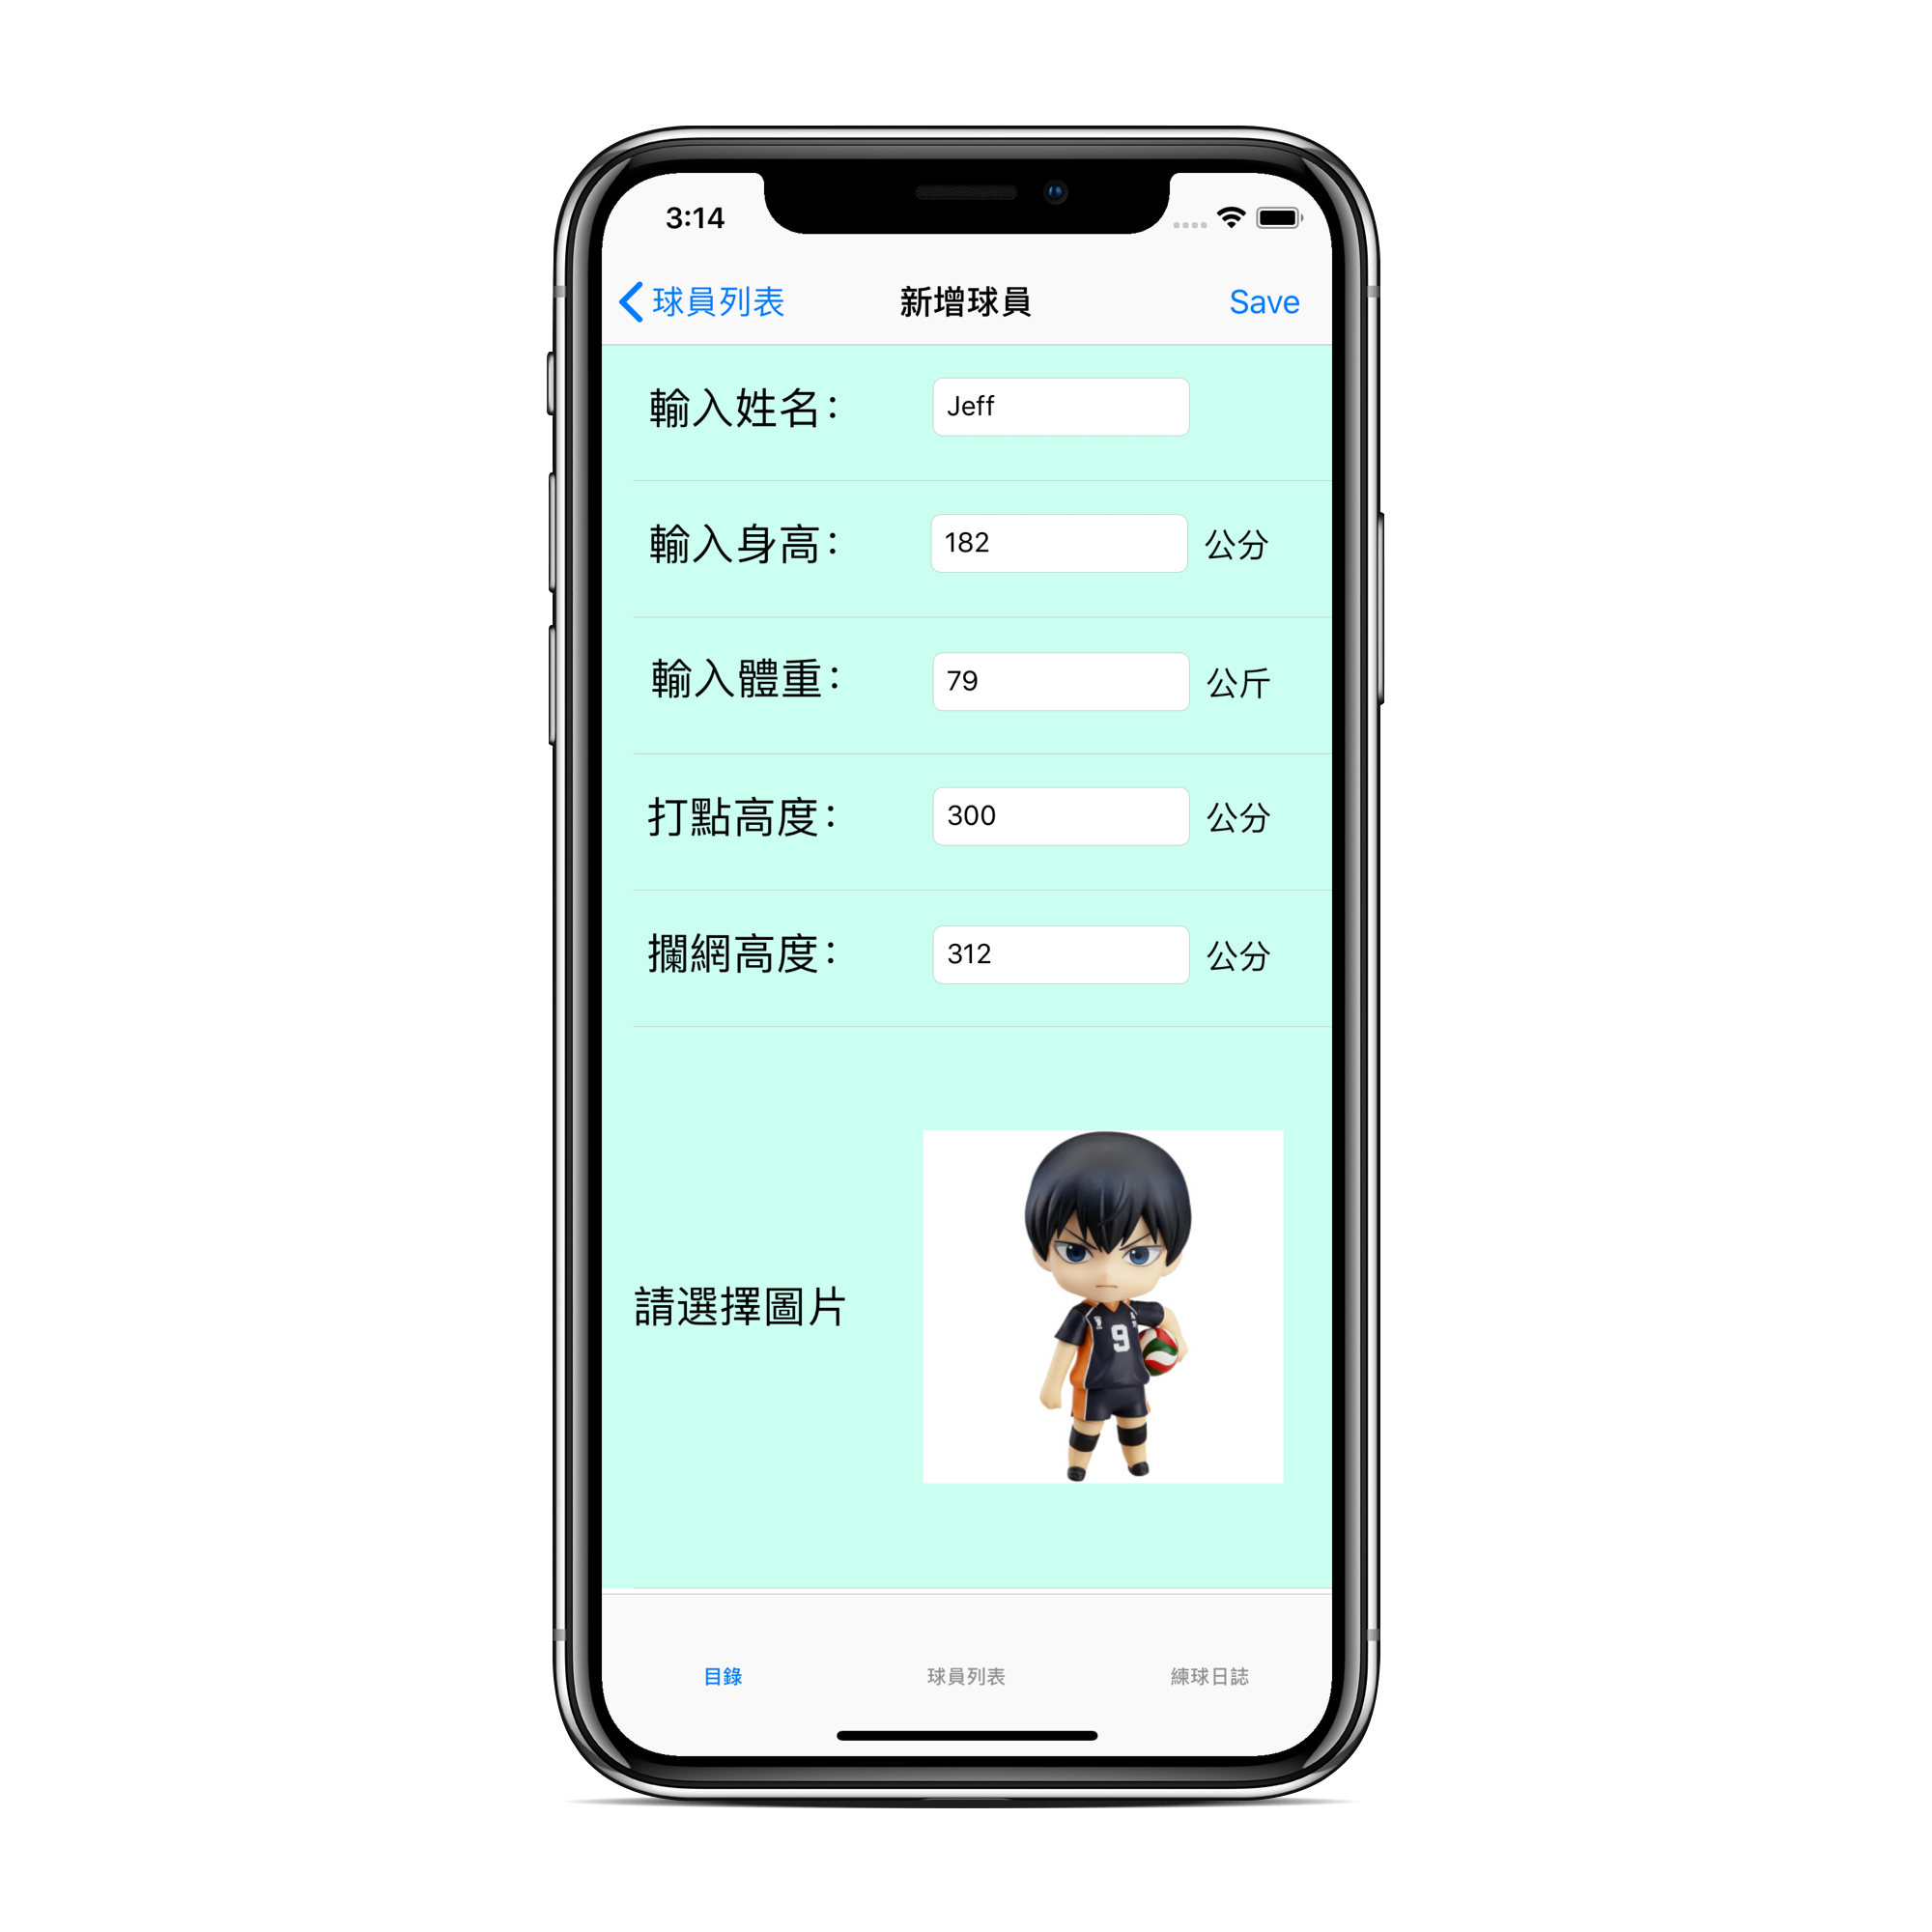 3:14
球員列表 新增球員 Save
輸入姓名： Jeff
輸入身高： 182 公分
輸入體重： 79 公斤
打點高度： 300 公分
攔網高度： 312 公分
請選擇圖片
9
目錄 球員列表 練球日誌